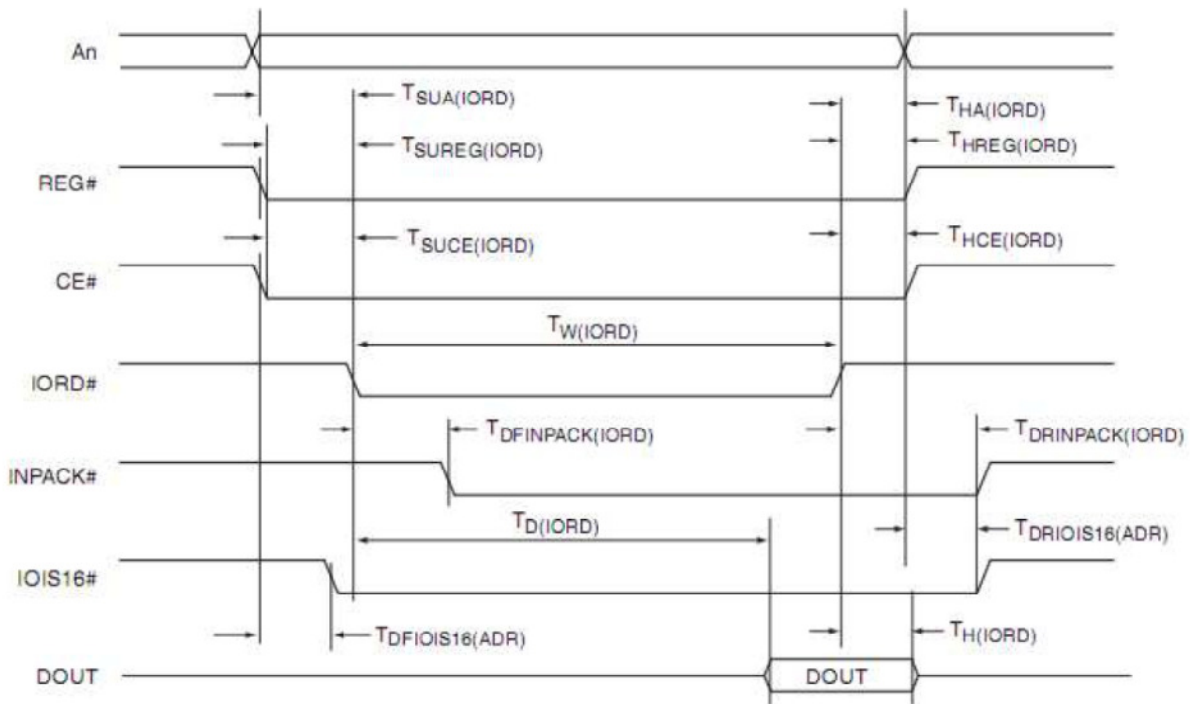 An
TSUA(IORD)
THA(IORD)
TSUREG(IORD)
THREG(IORD)
REG#
TSUCE(IORD)
THCE(IORD)
CE#
TW(IORD)
IORD#
TDFINPACK(IORD)
TDRINPACK(IORD)
INPACK#
TD(IORD)
TDRIOIS16(ADR)
IOIS16#
TDFIOIS16(ADR)
TH(IORD)
DOUT
DOUT